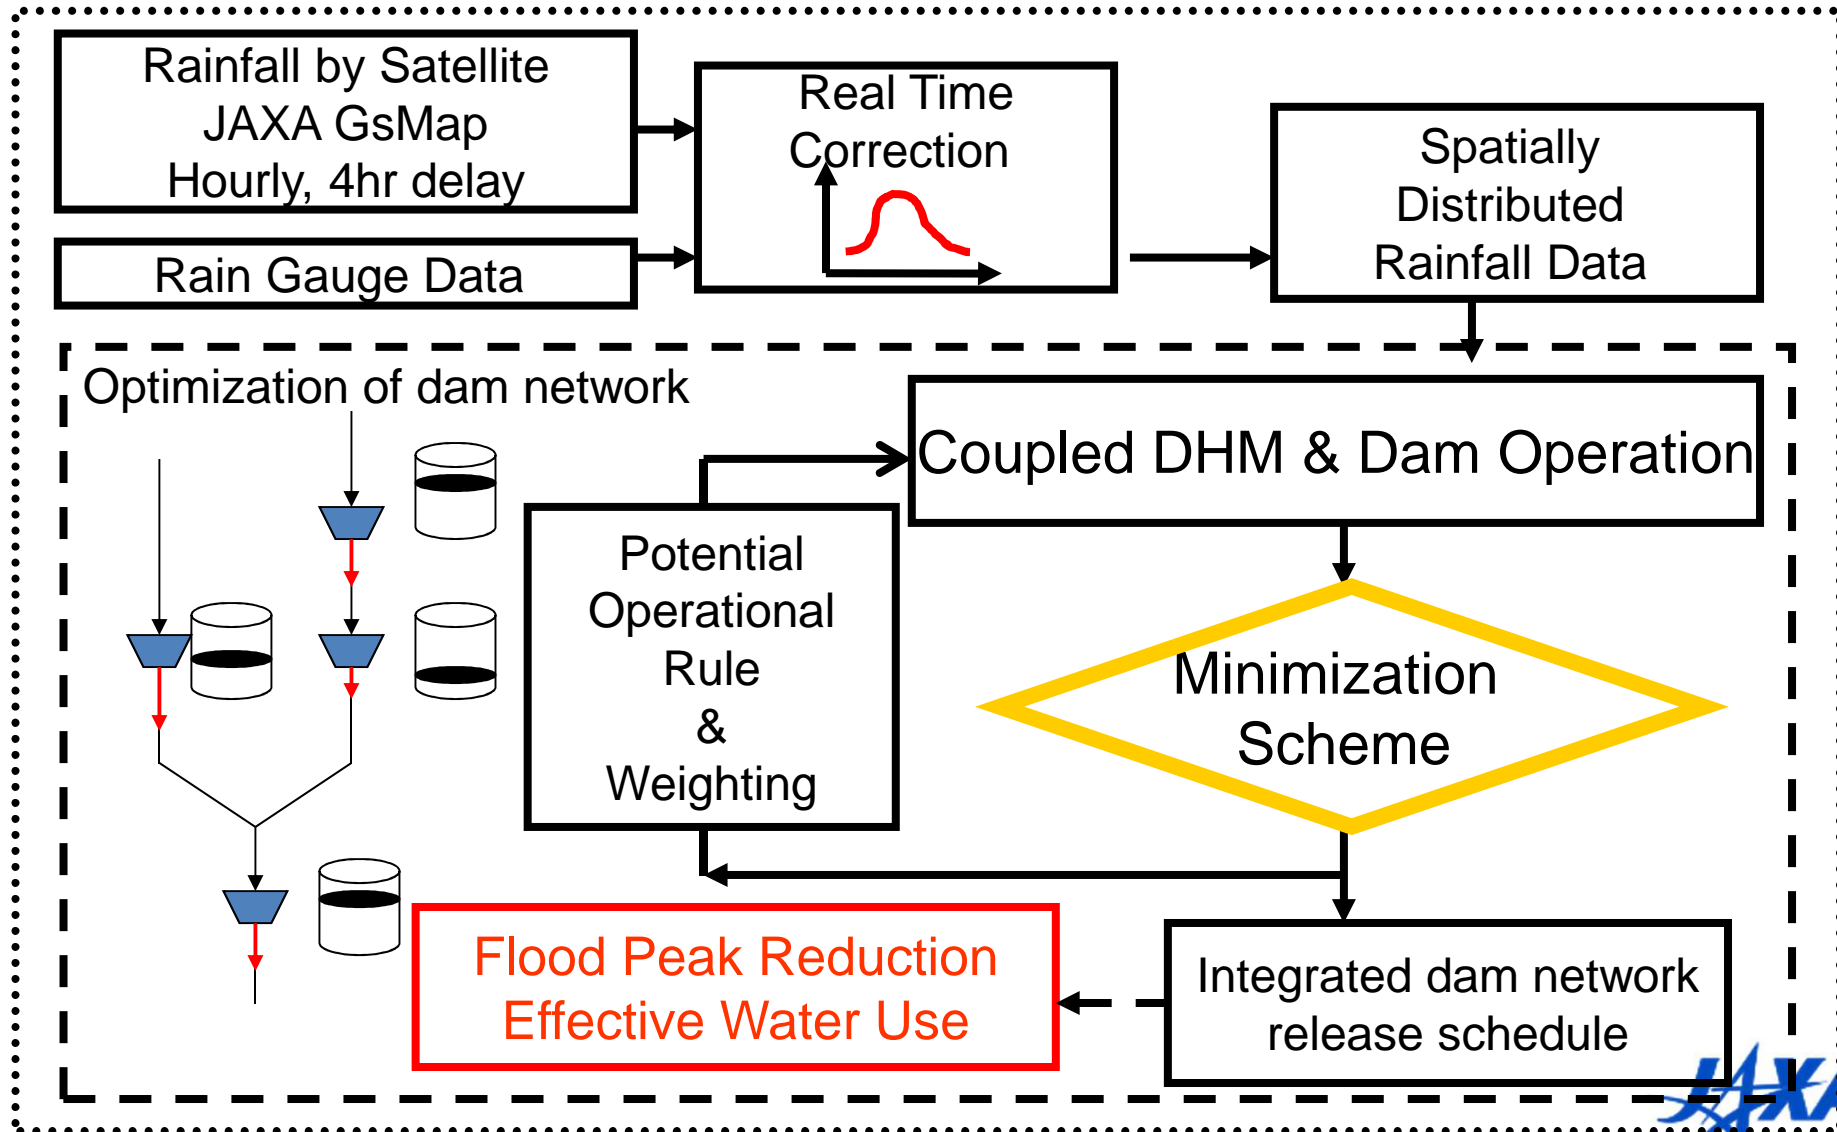 Rainfall by Satellite
JAXA GsMap
Hourly, 4hr delay
Rain Gauge Data
Real Time
Correction
Spatially
Distributed
Rainfall Data
Optimization of dam network
Coupled DHM & Dam Operation
Potential
Operational
Rule
&
Weighting
Minimization
Scheme
Integrated dam network
release schedule
Flood Peak Reduction
Effective Water Use
JAXA